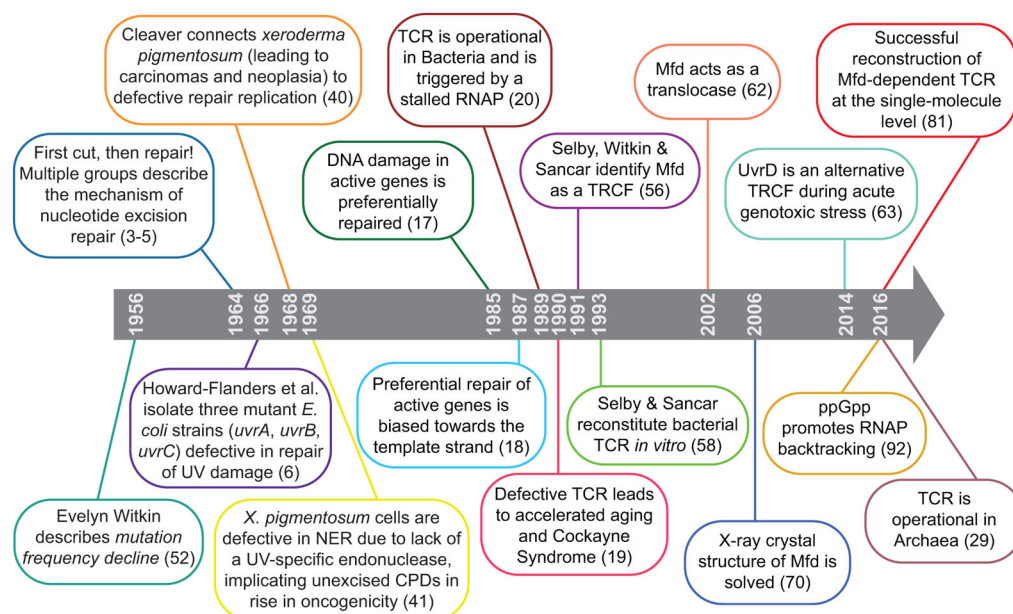 Cleaver connects xeroderma
pigmentosum (leading to
carcinomas and neoplasia) to
defective repair replication (40)
TCR is operational
in Bacteria and is
triggered by a
stalled RNAP (20)
Mfd acts as a
translocase (62)
Successful
reconstruction of
Mfd-dependent TCR
at the single-molecule
level (81)
First cut, then repair!
Multiple groups describe
the mechanism of
nucleotide excision
repair (3-5)
DNA damage in
active genes is
preferentially
repaired (17)
Selby, Witkin &
Sancar identify Mfd
as a TRCF (56)
UvrD is an alternative
TRCF during acute
genotoxic stress (63)
1956
1964
1966
1968
1969
1985
1987
1989
1990
1991
1993
2002
2006
2014
2016
Howard-Flanders et al.
isolate three mutant E.
coli strains (uvrA, uvrB,
uvrC) defective in repair
of UV damage (6)
Preferential repair of
active genes is
biased towards the
template strand
(18)
Selby & Sancar
reconstitute bacterial
TCR in vitro (58)
ppGpp
promotes RNAP
backtracking (92)
Evelyn Witkin
describes mutation
frequency decline (52)
X. pigmentosum cells are
defective in NER due to lack of
a UV-specific endonuclease,
implicating unexcised CPDs in
rise in oncogenicity (41)
Defective TCR leads
to accelerated aging
and Cockayne
Syndrome (19)
X-ray crystal
structure of Mfd is
solved (70)
TCR is
operational in
Archaea (29)